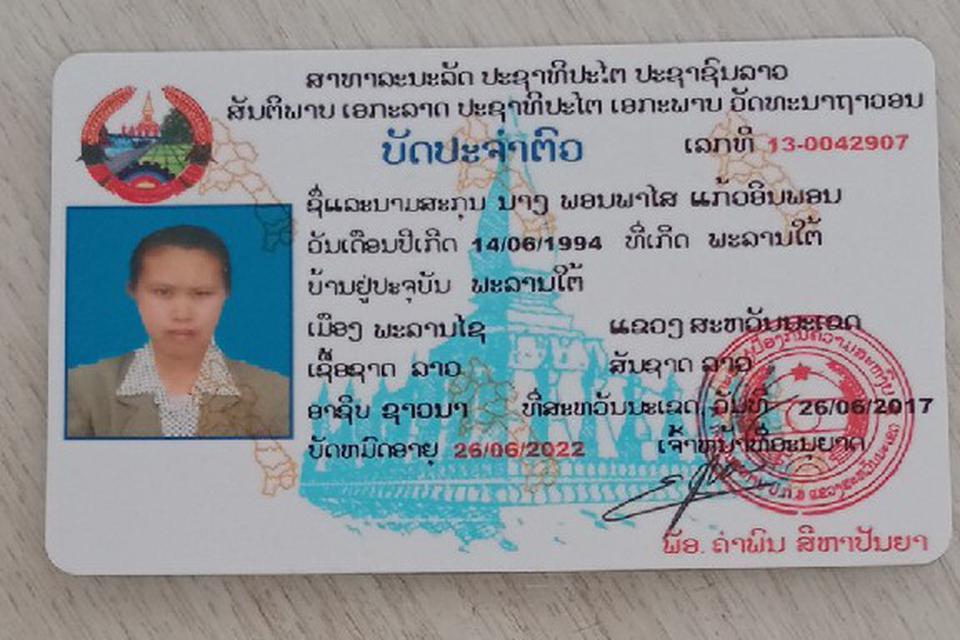 ສາທາລະນະລັດ ປະຊາທິປະໄຕ ປະຊາຊົນລາວ
ສັນຕິພາບ ເອກະລາດ ປະຊາທິປະໄຕ ເອກະພາບ ວັດທະນາຖາວອນ
ບັດປະຈຳຕົວ ເລກທີ 13-0042907
ຊື່ແລະນາມສະກຸນ ນາງ ພອນພາໄສ ແກ້ວອິນພອນ
ວັນເດືອນປີເກີດ 14/06/1994 ທີ່ເກີດ ພະລານໃຕ້
ບ້ານຢູ່ປະຈຸບັນ ພະລານໃຕ້
ເມືອງ ພະລານໄຊ ແຂວງ ສະຫວັນນະເຂດ
ເຊື້ອຊາດ ລາວ ສັນຊາດ ລາວ
ອາຊີບ ຊາວນາ ທີ່ສະຫວັນນະເຂດ, ວັນທີ 26/06/2017
ບັດຫມົດອາຍຸ 26/06/2022 ເຈົ້າຫນ້າທີ່ອະນຸຍາດ
ພັອ. ຄຳພົນ ສີຫາປັນຍາ